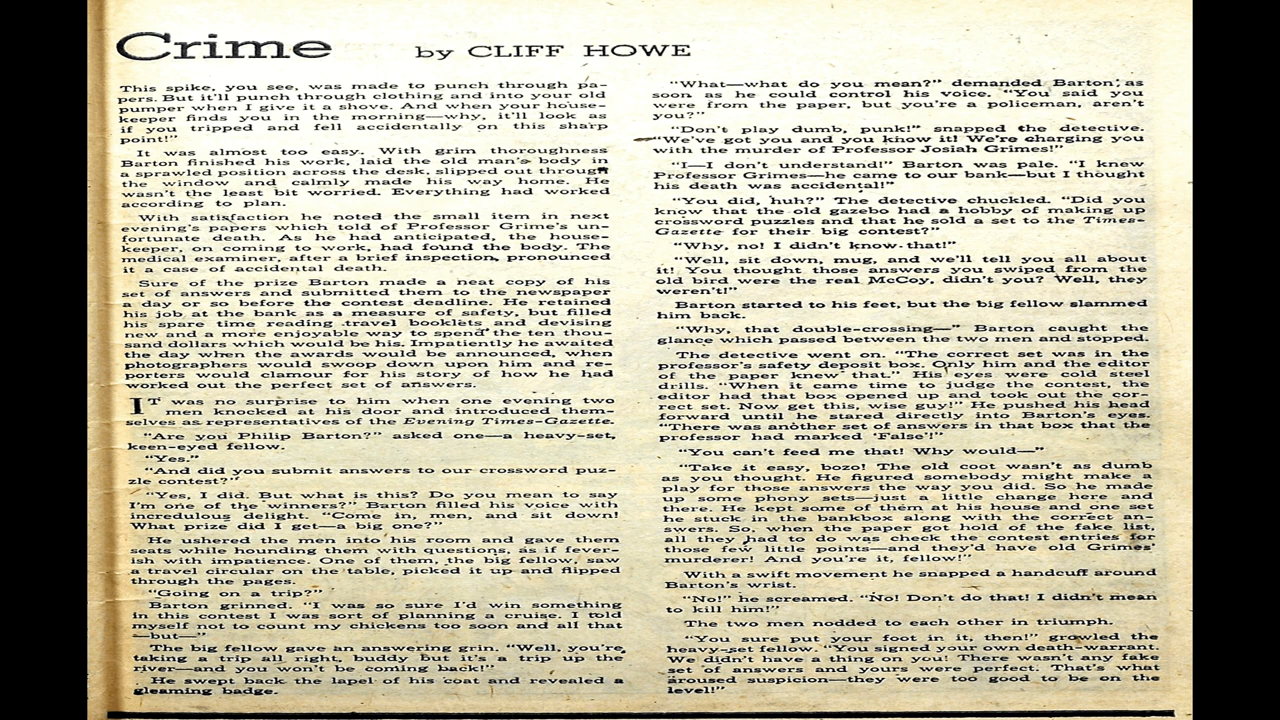 Crime by CLIFF HOWE
This spike, you see, was made to punch through pa-
pers. But it'll punch through clothing and into your old
pumper when I give it a shove. And when your house-
keeper finds you in the morning—why, it'll look as
if you tripped and fell accidentally on this sharp
point!"
It was almost too easy. With grim thoroughness
Barton finished his work, laid the old man's body in
a sprawled position across the desk, slipped out through
the window and calmly made his way home. He
wasn't the least bit worried. Everything had worked
according to plan.
With satisfaction he noted the small item in next
evening's papers which told of Professor Grime's un-
fortunate death. As he had anticipated, the house-
keeper, on coming to work, had found the body. The
medical examiner, after a brief inspection, pronounced
it a case of accidental death.
Sure of the prize Barton made a neat copy of his
set of answers and submitted them to the newspaper
a day or so before the contest deadline. He retained
his job at the bank as a measure of safety, but filled
his spare time reading travel booklets and devising
new and a more enjoyable way to spend the ten thou-
sand dollars which would be his. Impatiently he awaited
the day when the awards would be announced, when
photographers would swoop down upon him and re-
porters would clamour for his story of how he had
worked out the perfect set of answers.
IT was no surprise to him when one evening two
men knocked at his door and introduced them-
selves as representatives of the Evening Times-Gazette.
"Are you Philip Barton?" asked one—a heavy-set,
keen-eyed fellow.
"Yes."
"And did you submit answers to our crossword puz-
zle contest?"
"Yes, I did. But what is this? Do you mean to say
I'm one of the winners?" Barton filled his voice with
incredulous delight. "Come in, men, and sit down!
What prize did I get—a big one?"
He ushered the men into his room and gave them
seats while hounding them with questions, as if fever-
ish with impatience. One of them, the big fellow, saw
a travel circular on the table, picked it up and flipped
through the pages.
"Going on a trip?"
Barton grinned. "I was so sure I'd win something
in this contest I was sort of planning a cruise. I told
myself not to count my chickens too soon and all that
—but—"
The big fellow gave an answering grin. "Well, you're
taking a trip all right, buddy but it's a trip up the
river—and you won't be coming back!"
He swept back the lapel of his coat and revealed a
gleaming badge.
"What—what do you mean?" demanded Barton as
soon as he could control his voice. "You said you
were from the paper, but you're a policeman, aren't
you?"
"Don't play dumb, punk!" snapped the detective.
"We've got you and you know it! We're charging you
with the murder of Professor Josiah Grimes!"
"I—I don't understand!" Barton was pale. "I knew
Professor Grimes—he came to our bank—but I thought
his death was accidental!"
"You did, huh?" The detective chuckled. "Did you
know that the old gazebo had a hobby of making up
crossword puzzles and that he sold a set to the Times-
Gazette for their big contest?"
"Why, no! I didn't know that!"
"Well, sit down, mug, and we'll tell you all about
it! You thought those answers you swiped from the
old bird were the real McCoy, didn't you? Well, they
weren't!"
Barton started to his feet, but the big fellow slammed
him back.
"Why, that double-crossing—" Barton caught the
glance which passed between the two men and stopped.
The detective went on. "The correct set was in the
professor's safety deposit box. Only him and the editor
of the paper knew that." His eyes were cold steel
drills. "When it came time to judge the contest, the
editor had that box opened up and took out the cor-
rect set. Now get this, wise guy!" He pushed his head
forward until he stared directly into Barton's eyes.
"There was another set of answers in that box that the
professor had marked 'False'!".
"You can't feed me that! Why would—"
"Take it easy, bozo! The old coot wasn't as dumb
as you thought. He figured somebody might make a
play for those answers the way you did. So he made
up some phony sets—just a little change here and
there. He kept some of them at his house and one set
he stuck in the bankbox along with the correct an-
swers. So, when the paper got hold of the fake list,
all they had to do was check the contest entries for
those few little points—and they'd have old Grimes'
murderer! And you're it, fellow!"
With a swift movement he snapped a handcuff around
Barton's wrist.
"No!" he screamed. "No! Don't do that! I didn't mean
to kill him!"
The two men nodded to each other in triumph.
"You sure put your foot in it, then!" growled the
heavy-set fellow. "You signed your own death-warrant.
We didn't have a thing on you! There wasn't any fake
set of answers and yours were perfect. That's what
aroused suspicion—they were too good to be on the
level!"